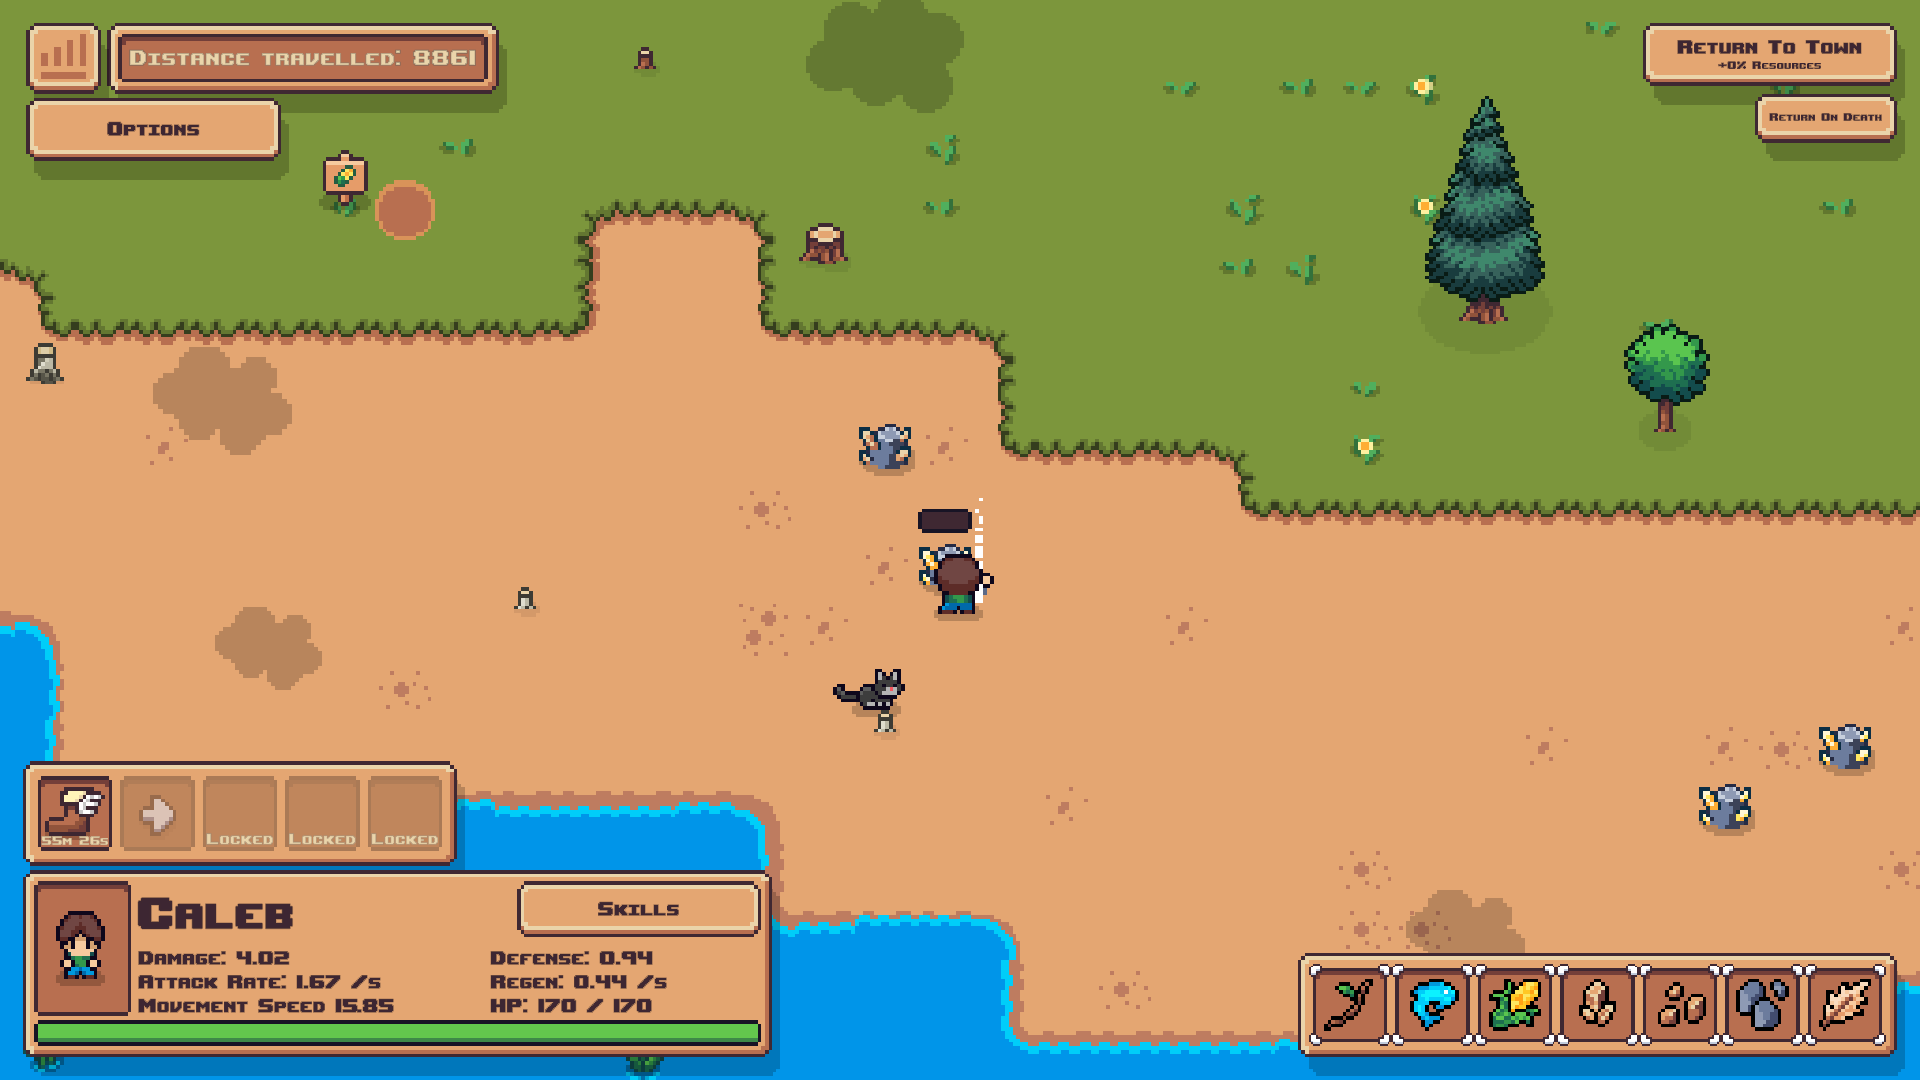 Distance travelled: 8861
Return To Town
+0% Resources
Options
Return On Death
55m 26s
Locked
Locked
Locked
Caleb
Skills
Damage: 4.02
Defense: 0.94
Attack Rate: 1.67 /s
Regen: 0.44 /s
Movement Speed 15.85
HP: 170 / 170